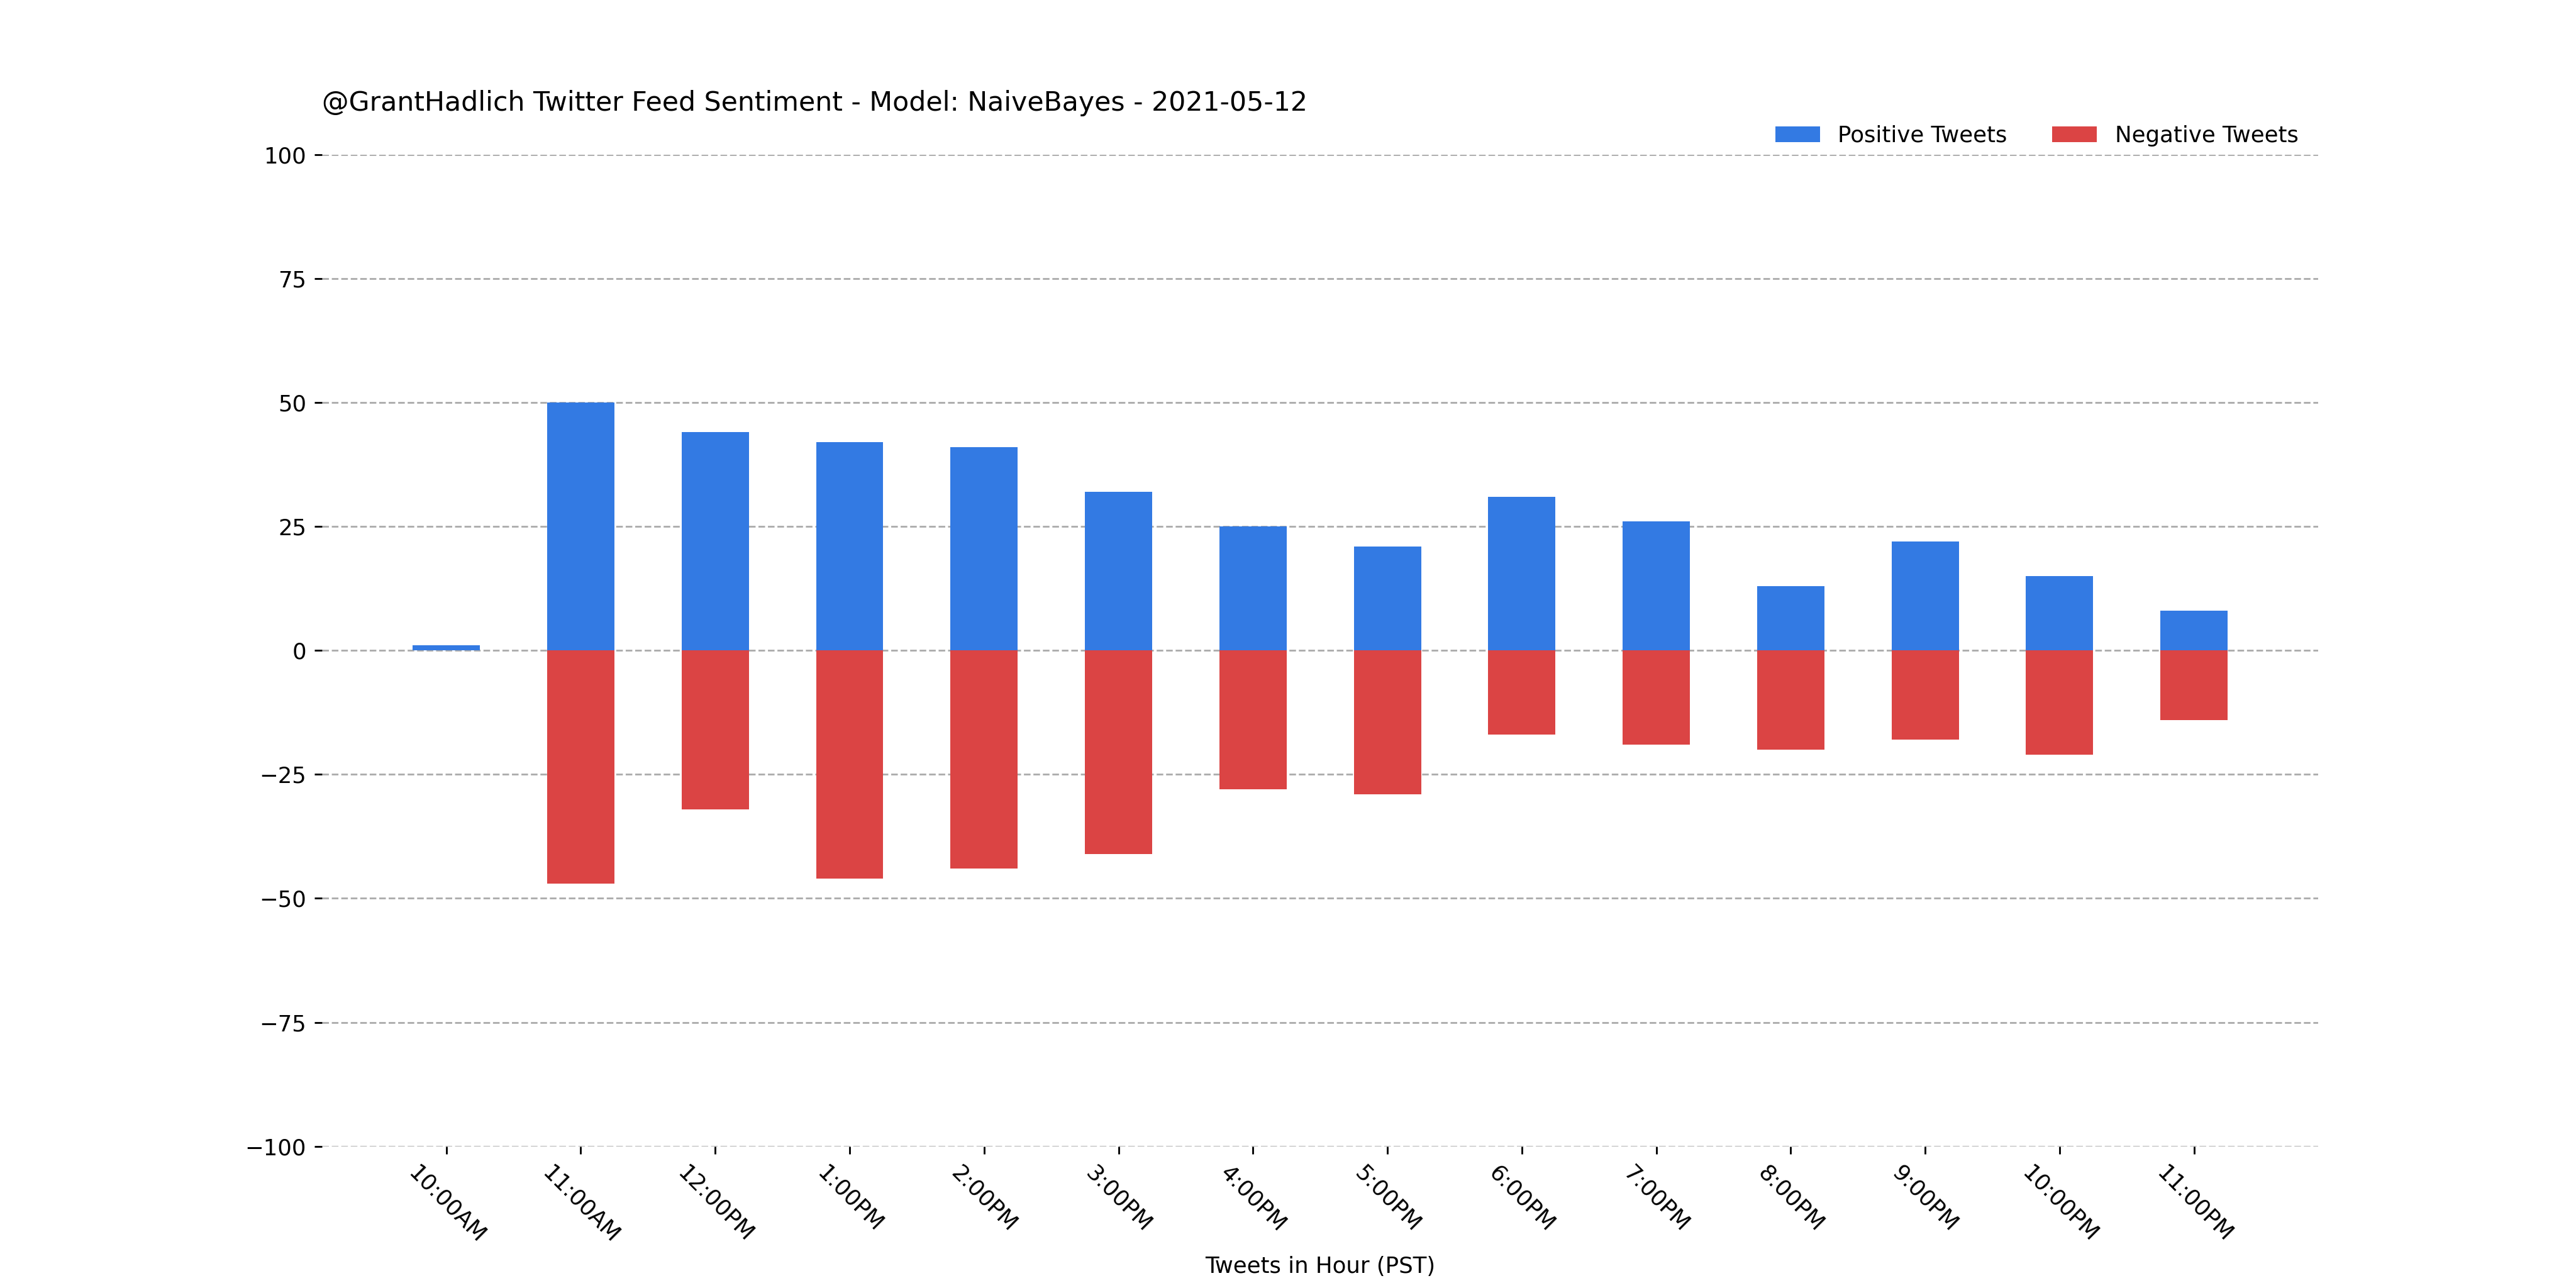 @GrantHadlich Twitter Feed Sentiment - Model: NaiveBayes - 2021-05-12
Positive Tweets Negative Tweets
100
75
50
25
0
−25
−50
−75
−100
10:00AM 11:00AM 12:00PM 1:00PM 2:00PM 3:00PM 4:00PM 5:00PM 6:00PM 7:00PM 8:00PM 9:00PM 10:00PM 11:00PM
Tweets in Hour (PST)